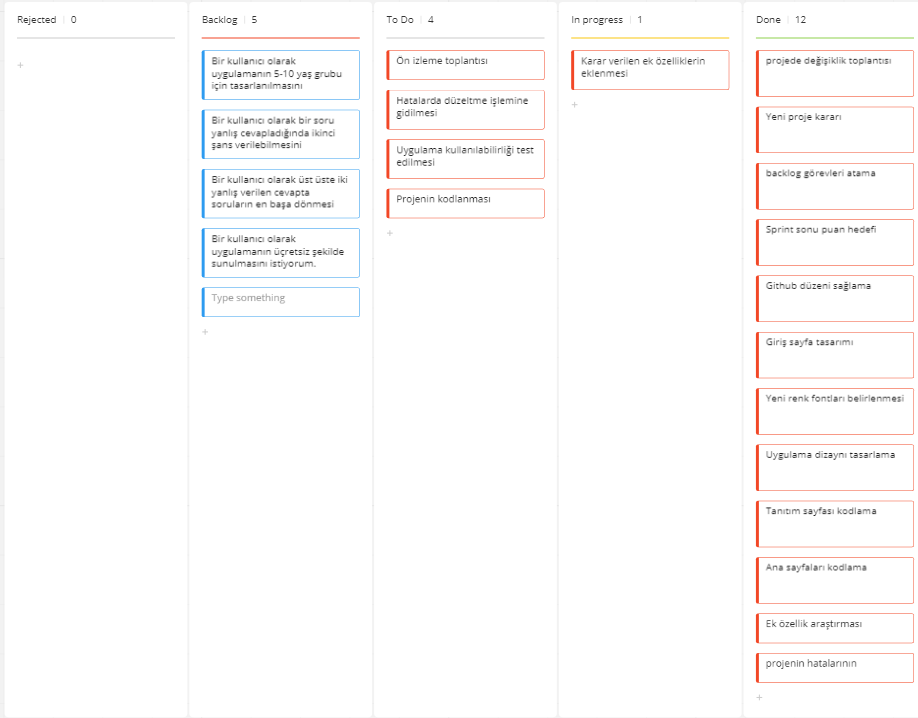 Rejected 0
Backlog 5
Bir kullanıcı olarak
uygulamanın 5-10 yaş grubu
için tasarlanılmasını
Bir kullanıcı olarak bir soru
yanlış cevapladığında ikinci
şans verilebilmesini
Bir kullanıcı olarak üst üste iki
yanlış verilen cevapta
soruların en başa dönmesi
Bir kullanıcı olarak
uygulamanın ücretsiz şekilde
sunulmasını istiyorum.
Type something
To Do 4
Ön izleme toplantısı
Hatalarda düzeltme işlemine
gidilmesi
Uygulama kullanılabilirliği test
edilmesi
Projenin kodlanması
In progress 1
Karar verilen ek özelliklerin
eklenmesi
Done 12
projede değişiklik toplantısı
Yeni proje kararı
backlog görevleri atama
Sprint sonu puan hedefi
Github düzeni sağlama
Giriş sayfa tasarımı
Yeni renk fontları belirlenmesi
Uygulama dizaynı tasarlama
Tanıtım sayfası kodlama
Ana sayfaları kodlama
Ek özellik araştırması
projenin hatalarının